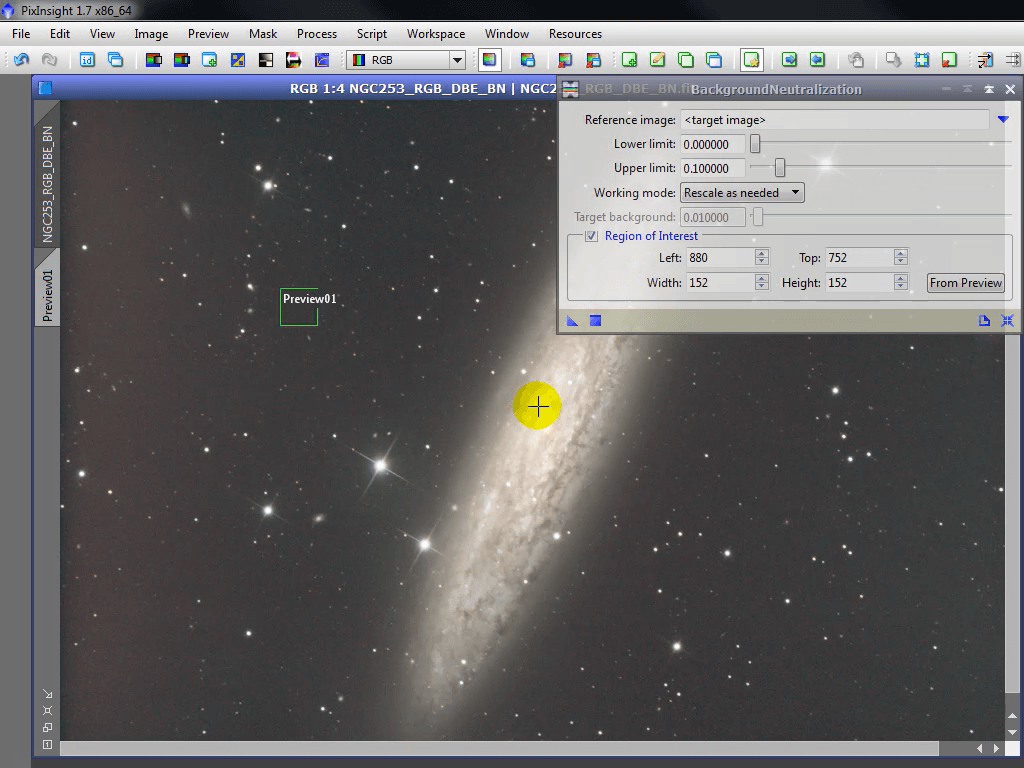 PixInsight 1.7 x86_64
File Edit View Image Preview Mask Process Script Workspace Window Resources
RGB
RGB 1:4 NGC253_RGB_DBE_BN | NGC2
RGB_DBE_BN.fi
BackgroundNeutralization
NGC253_RGB_DBE_BN
Preview01
Preview01
Reference image: <target image>
Lower limit: 0.000000
Upper limit: 0.100000
Working mode: Rescale as needed
Target background: 0.010000
Region of Interest
Left: 880 Top: 752
Width: 152 Height: 152 From Preview